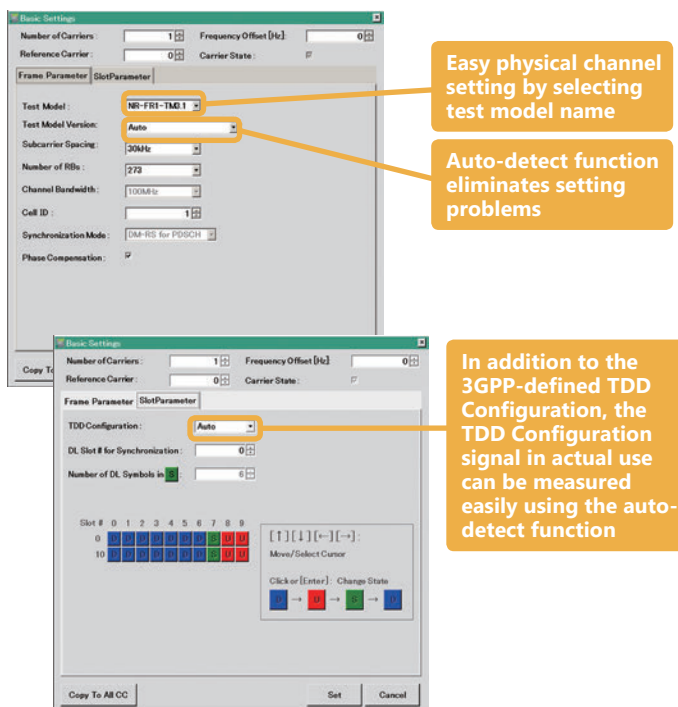 Basic Settings
Number of Carriers : 1 Frequency Offset [Hz]: 0
Reference Carrier : 0 Carrier State :
Frame Parameter SlotParameter
Test Model : NR-FR1-TM3.1
Test Model Version: Auto
Subcarrier Spacing : 30kHz
Number of RBs : 273
Channel Bandwidth : 100MHz
Cell ID : 1
Synchronization Mode : DM-RS for PDSCH
Phase Compensation :
Copy To
Easy physical channel
setting by selecting
test model name
Auto-detect function
eliminates setting
problems
Basic Settings
Number of Carriers : 1 Frequency Offset [Hz] 0
Reference Carrier : 0 Carrier State :
Frame Parameter SlotParameter
TDD Configuration : Auto
DL Slot # for Synchronization : 0
Number of DL Symbols in S : 6
Slot # 0 1 2 3 4 5 6 7 8 9
0 D D D D D D D S U U
10 D D D D D D D S U U
[↑][↓][←][→] :
Move/Select Cursor
Click or [Enter] : Change State
D → U → S → D
Copy To All CC Set Cancel
In addition to the
3GPP-defined TDD
Configuration, the
TDD Configuration
signal in actual use
can be measured
easily using the auto-
detect function